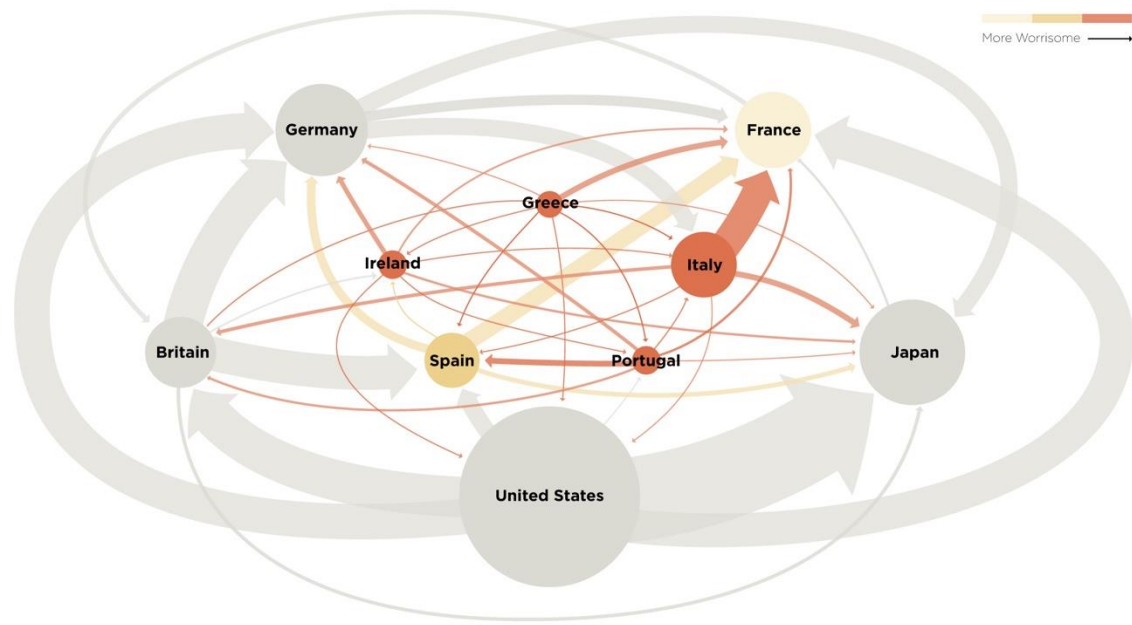 More Worrisome
Germany
France
Greece
Ireland
Italy
Britain
Spain
Portugal
Japan
United States